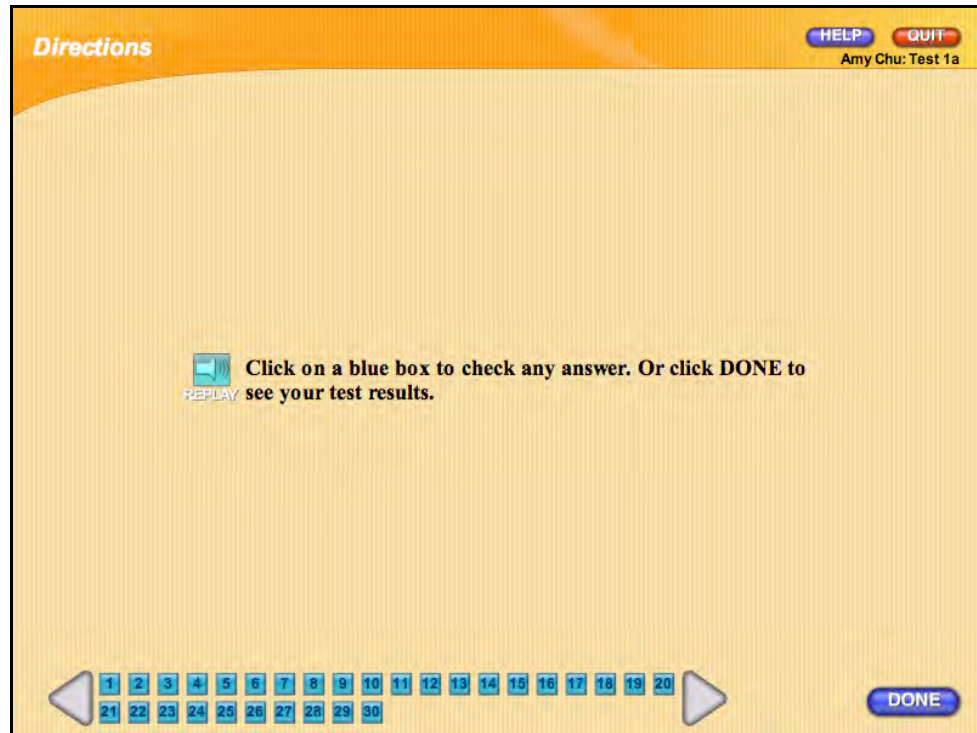 Directions
HELP QUIT
Amy Chu: Test 1a
Click on a blue box to check any answer. Or click DONE to
REPLAY see your test results.
1 2 3 4 5 6 7 8 9 10 11 12 13 14 15 16 17 18 19 20
21 22 23 24 25 26 27 28 29 30
DONE